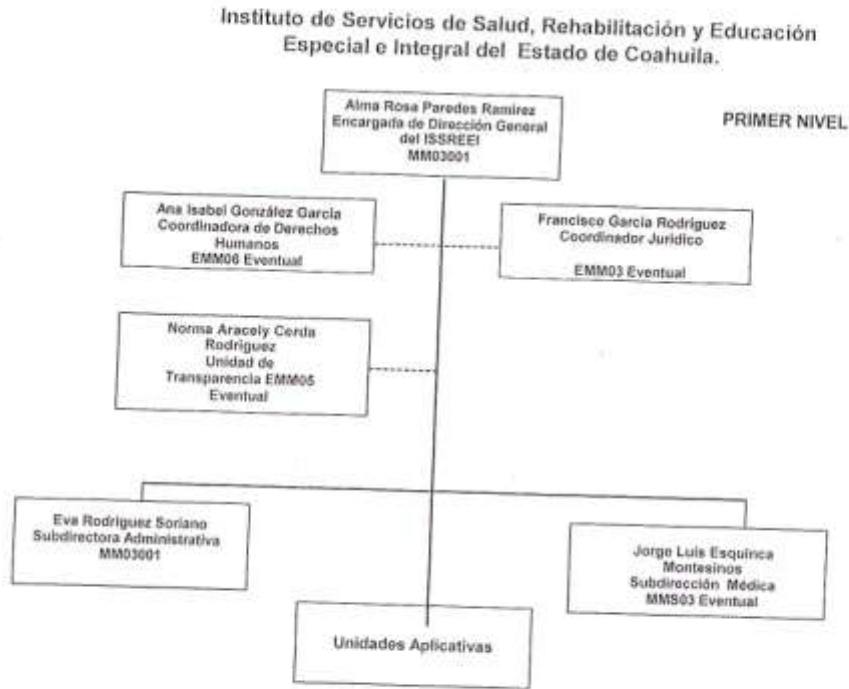 Instituto de Servicios de Salud, Rehabilitación y Educación
Especial e Integral del Estado de Coahuila.
PRIMER NIVEL
Alma Rosa Paredes Ramirez
Encargada de Dirección General
del ISSREEI
MM03001
Ana Isabel González Garcia
Coordinadora de Derechos
Humanos
EMM06 Eventual
Francisco Garcia Rodriguez
Coordinador Juridico
EMM03 Eventual
Norma Aracely Cerda
Rodriguez
Unidad de
Transparencia EMM05
Eventual
Eva Rodriguez Soriano
Subdirectora Administrativa
MM03001
Jorge Luis Esquinca
Montesinos
Subdirección Médica
MMS03 Eventual
Unidades Aplicativas